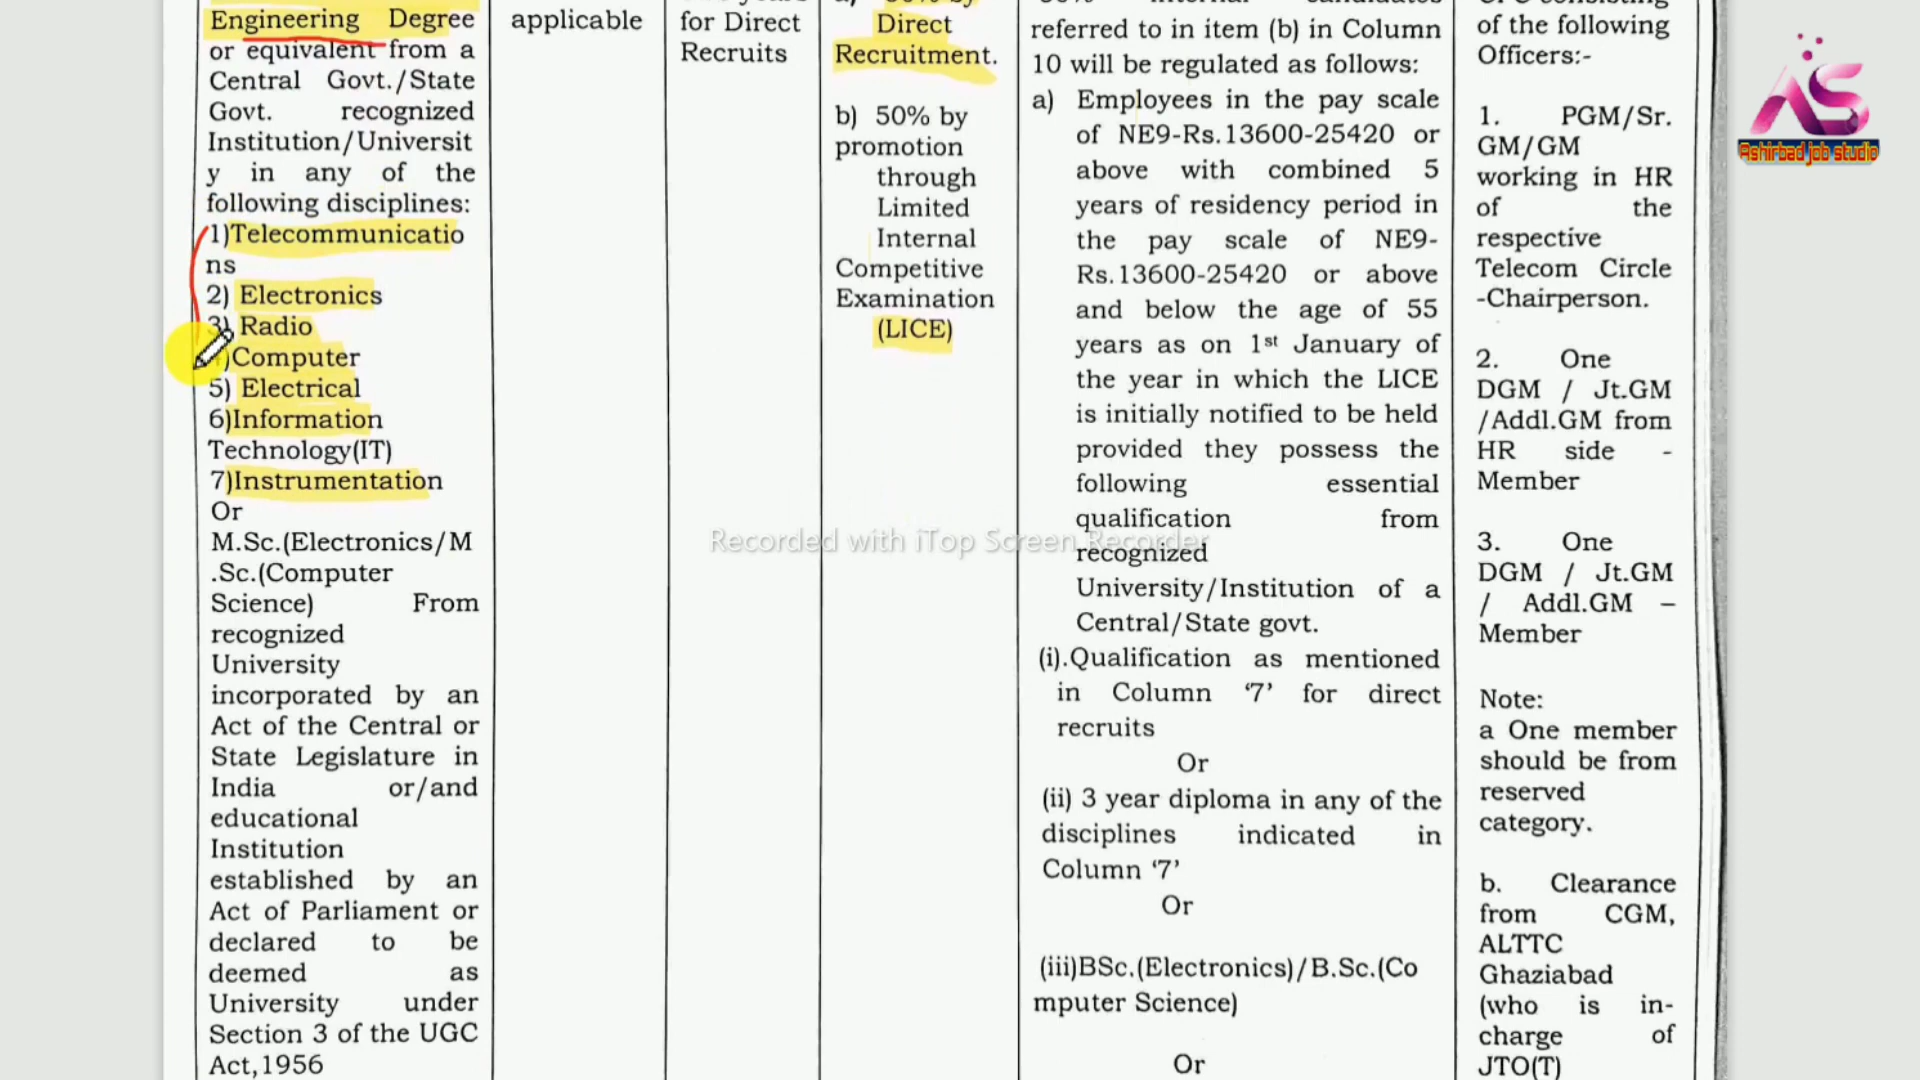 Engineering Degree
or equivalent from a
Central Govt./State
Govt. recognized
Institution/Universit
y in any of the
following disciplines:
1)Telecommunicatio
ns
2) Electronics
3) Radio
)Computer
5) Electrical
6)Information
Technology(IT)
7)Instrumentation
Or
M.Sc.(Electronics/M
.Sc.(Computer
Science) From
recognized
University
incorporated by an
Act of the Central or
State Legislature in
India or/and
educational
Institution
established by an
Act of Parliament or
declared to be
deemed as
University under
Section 3 of the UGC
Act,1956
applicable
for Direct
Recruits
Direct
Recruitment.
b) 50% by
promotion
through
Limited
Internal
Competitive
Examination
(LICE)
referred to in item (b) in Column
10 will be regulated as follows:
a) Employees in the pay scale
of NE9-Rs.13600-25420 or
above with combined 5
years of residency period in
the pay scale of NE9-
Rs.13600-25420 or above
and below the age of 55
years as on 1st January of
the year in which the LICE
is initially notified to be held
provided they possess the
following essential
qualification from
recognized
University/Institution of a
Central/State govt.
(i).Qualification as mentioned
in Column ‘7’ for direct
recruits
Or
(ii) 3 year diploma in any of the
disciplines indicated in
Column ‘7’
Or
(iii)BSc.(Electronics)/B.Sc.(Co
mputer Science)
Or
of the following
Officers:-
1. PGM/Sr.
GM/GM
working in HR
of the
respective
Telecom Circle
-Chairperson.
2. One
DGM / Jt.GM
/Addl.GM from
HR side -
Member
3. One
DGM / Jt.GM
/ Addl.GM –
Member
Note:
a One member
should be from
reserved
category.
b. Clearance
from CGM,
ALTTC
Ghaziabad
(who is in-
charge of
JTO(T)
AS
Ashirbad job studio
Recorded with iTop Screen Recorder